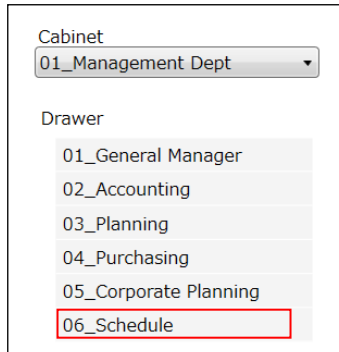 Cabinet
01_Management Dept
Drawer
01_General Manager
02_Accounting
03_Planning
04_Purchasing
05_Corporate Planning
06_Schedule